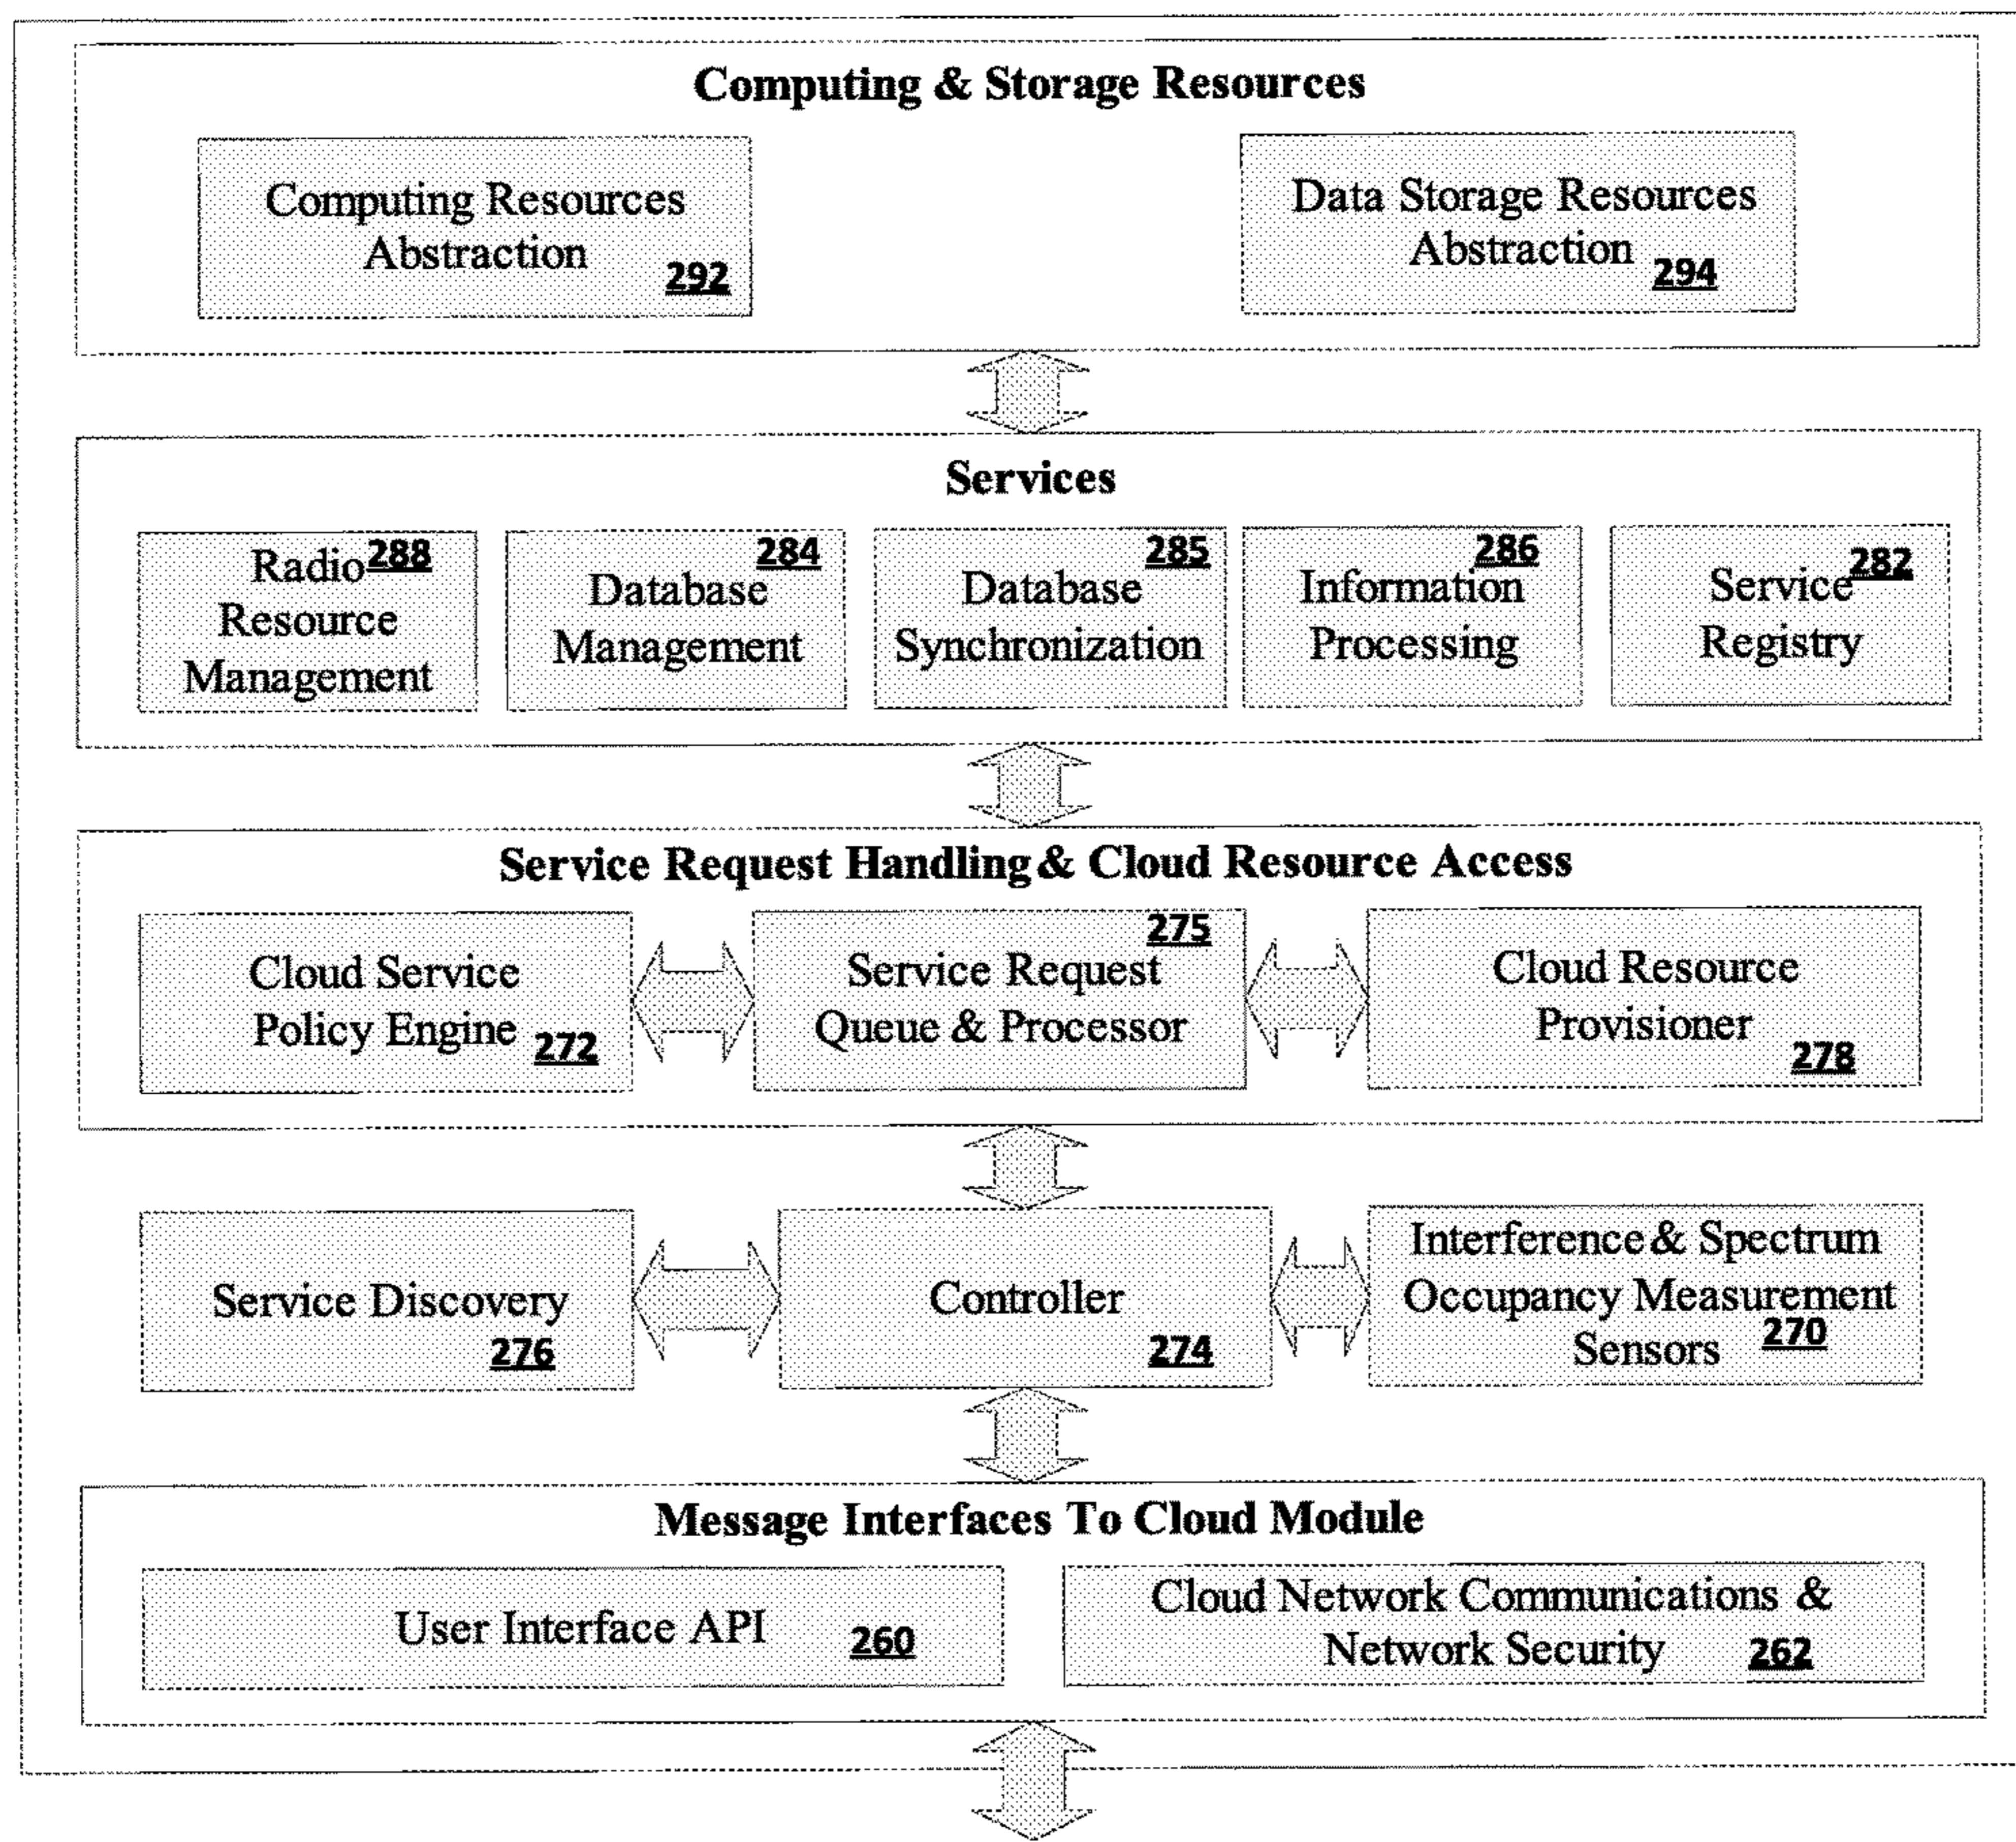 Computing & Storage Resources
Computing Resources
Abstraction
292
Data Storage Resources
Abstraction
294
Services
Radio 288
Resource
Management
284
Database
Management
285
Database
Synchronization
286
Information
Processing
282
Service
Registry
Service Request Handling & Cloud Resource Access
Cloud Service
Policy Engine 272
275
Service Request
Queue & Processor
Cloud Resource
Provisioner
278
Service Discovery
276
Controller
274
Interference & Spectrum
Occupancy Measurement
Sensors 270
Message Interfaces To Cloud Module
User Interface API 260
Cloud Network Communications &
Network Security 262